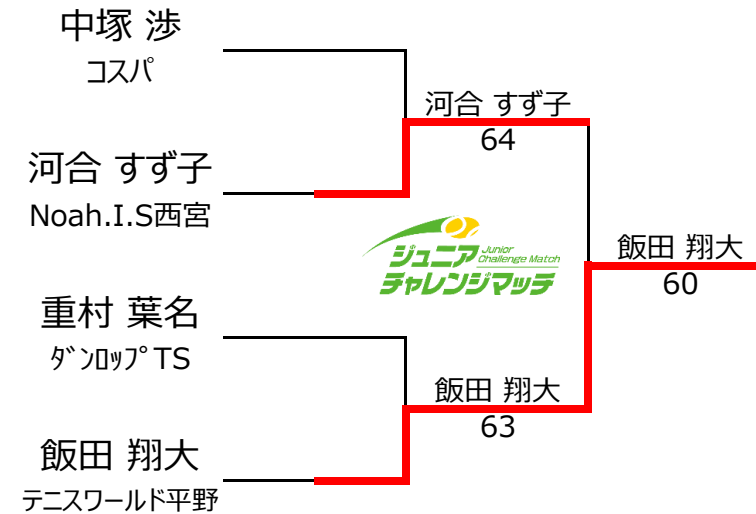 中塚 渉
コスパ
河合 すず子
64
河合 すず子
Noah.I.S西宮
ジュニア Junior Challenge Match
チャレンジマッチ
飯田 翔大
60
重村 葉名
ﾀﾞﾝﾛｯﾌﾟTS
飯田 翔大
63
飯田 翔大
テニスワールド平野